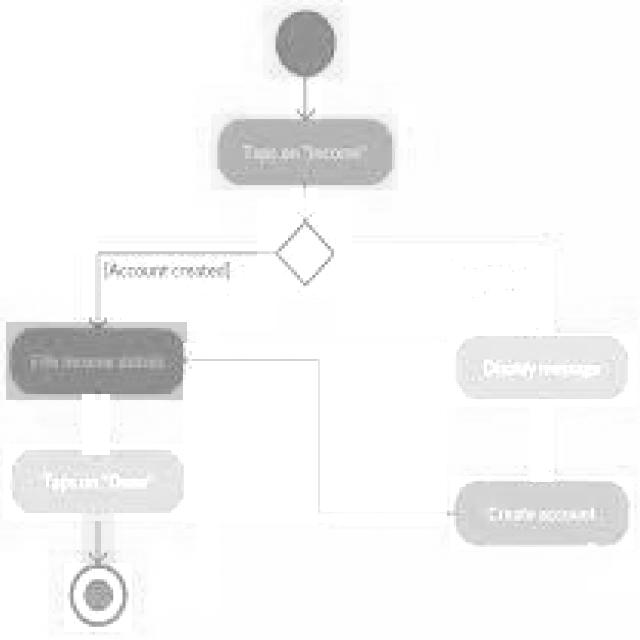 Taps on "Income"
[Account created]
Fills income details
Display message
Taps on "Done"
Create account